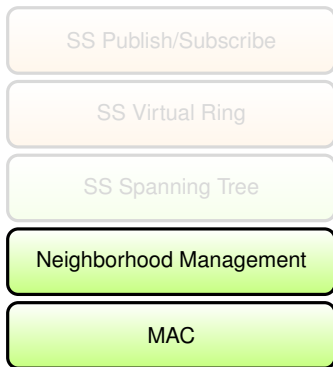 SS Publish/Subscribe
SS Virtual Ring
SS Spanning Tree
Neighborhood Management
MAC